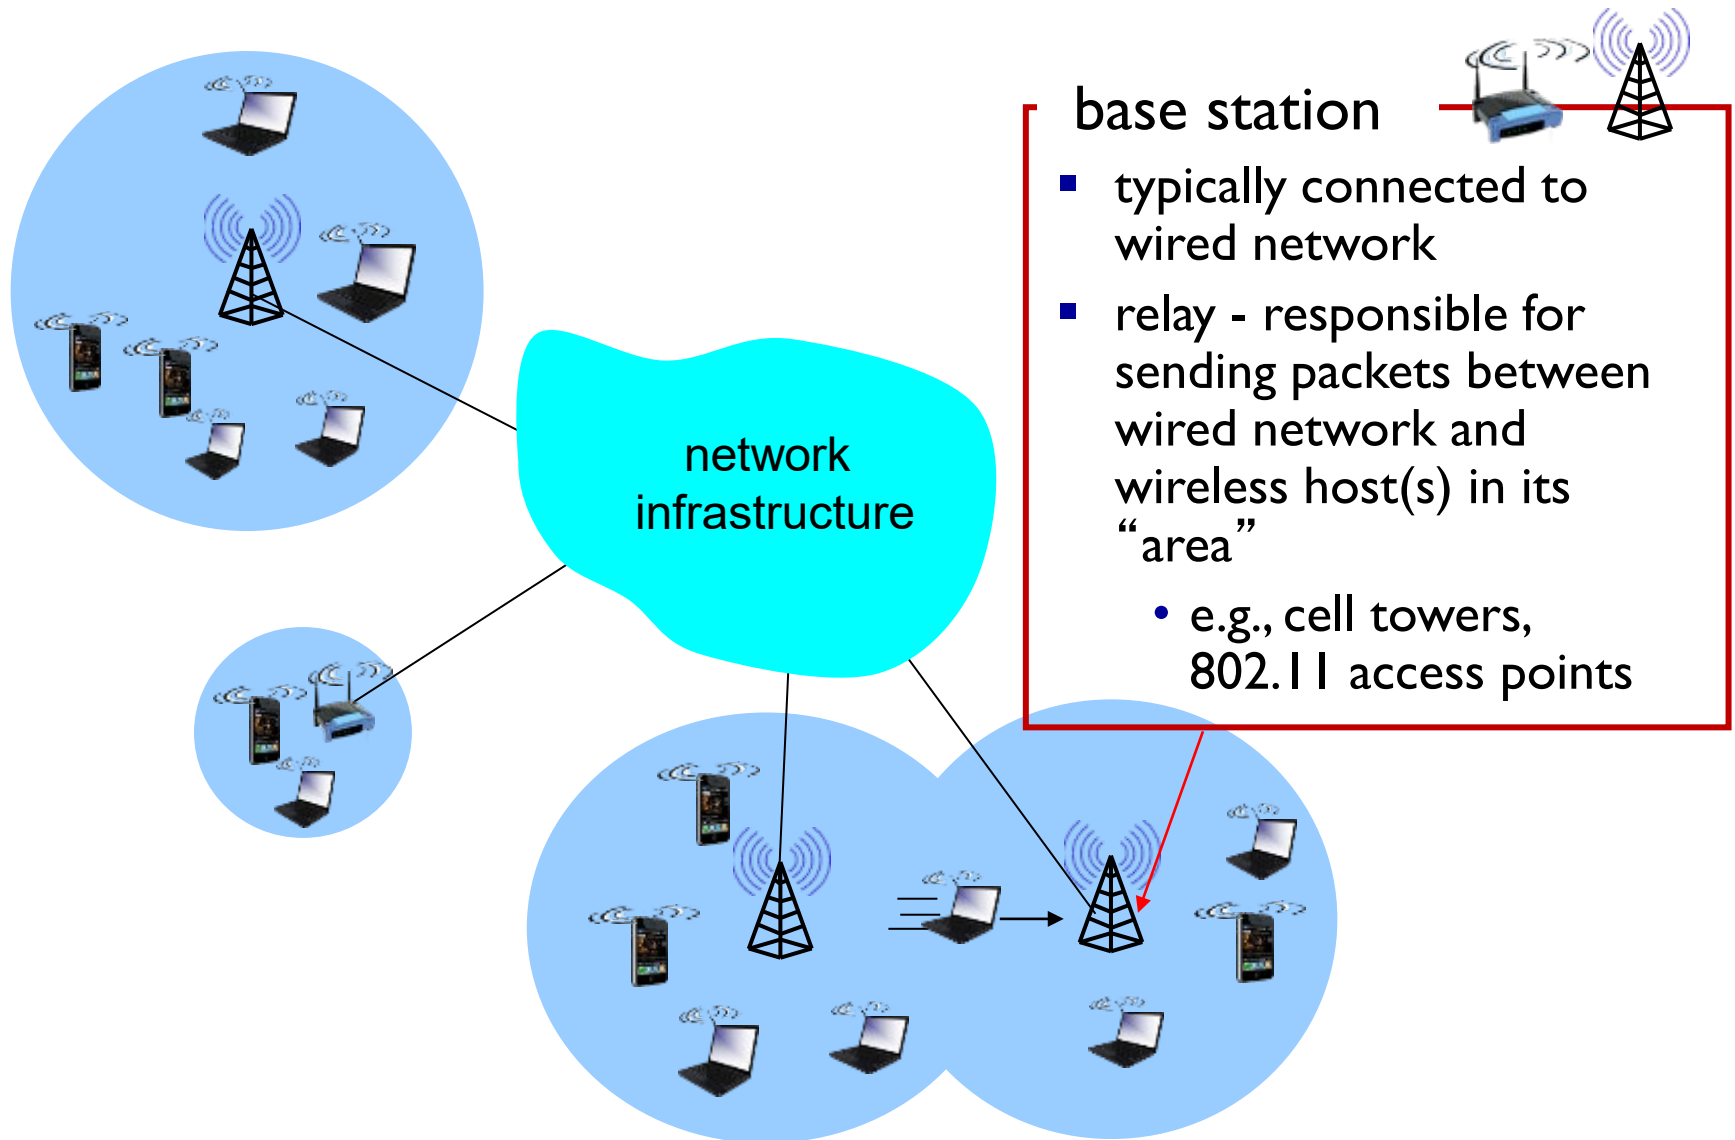 base station
▪ typically connected to
wired network
▪ relay - responsible for
sending packets between
wired network and
wireless host(s) in its
“area”
• e.g., cell towers,
802.11 access points
network
infrastructure